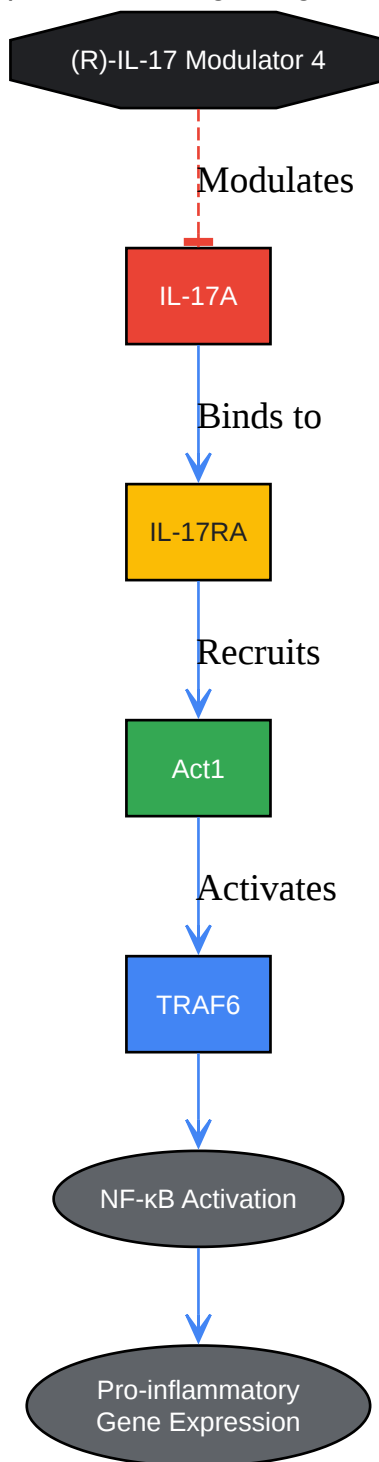 (R)-IL-17 Modulator 4
Modulates
IL-17A
Binds to
IL-17RA
Recruits
Act1
Activates
TRAF6
NF-κB Activation
Pro-inflammatory
Gene Expression